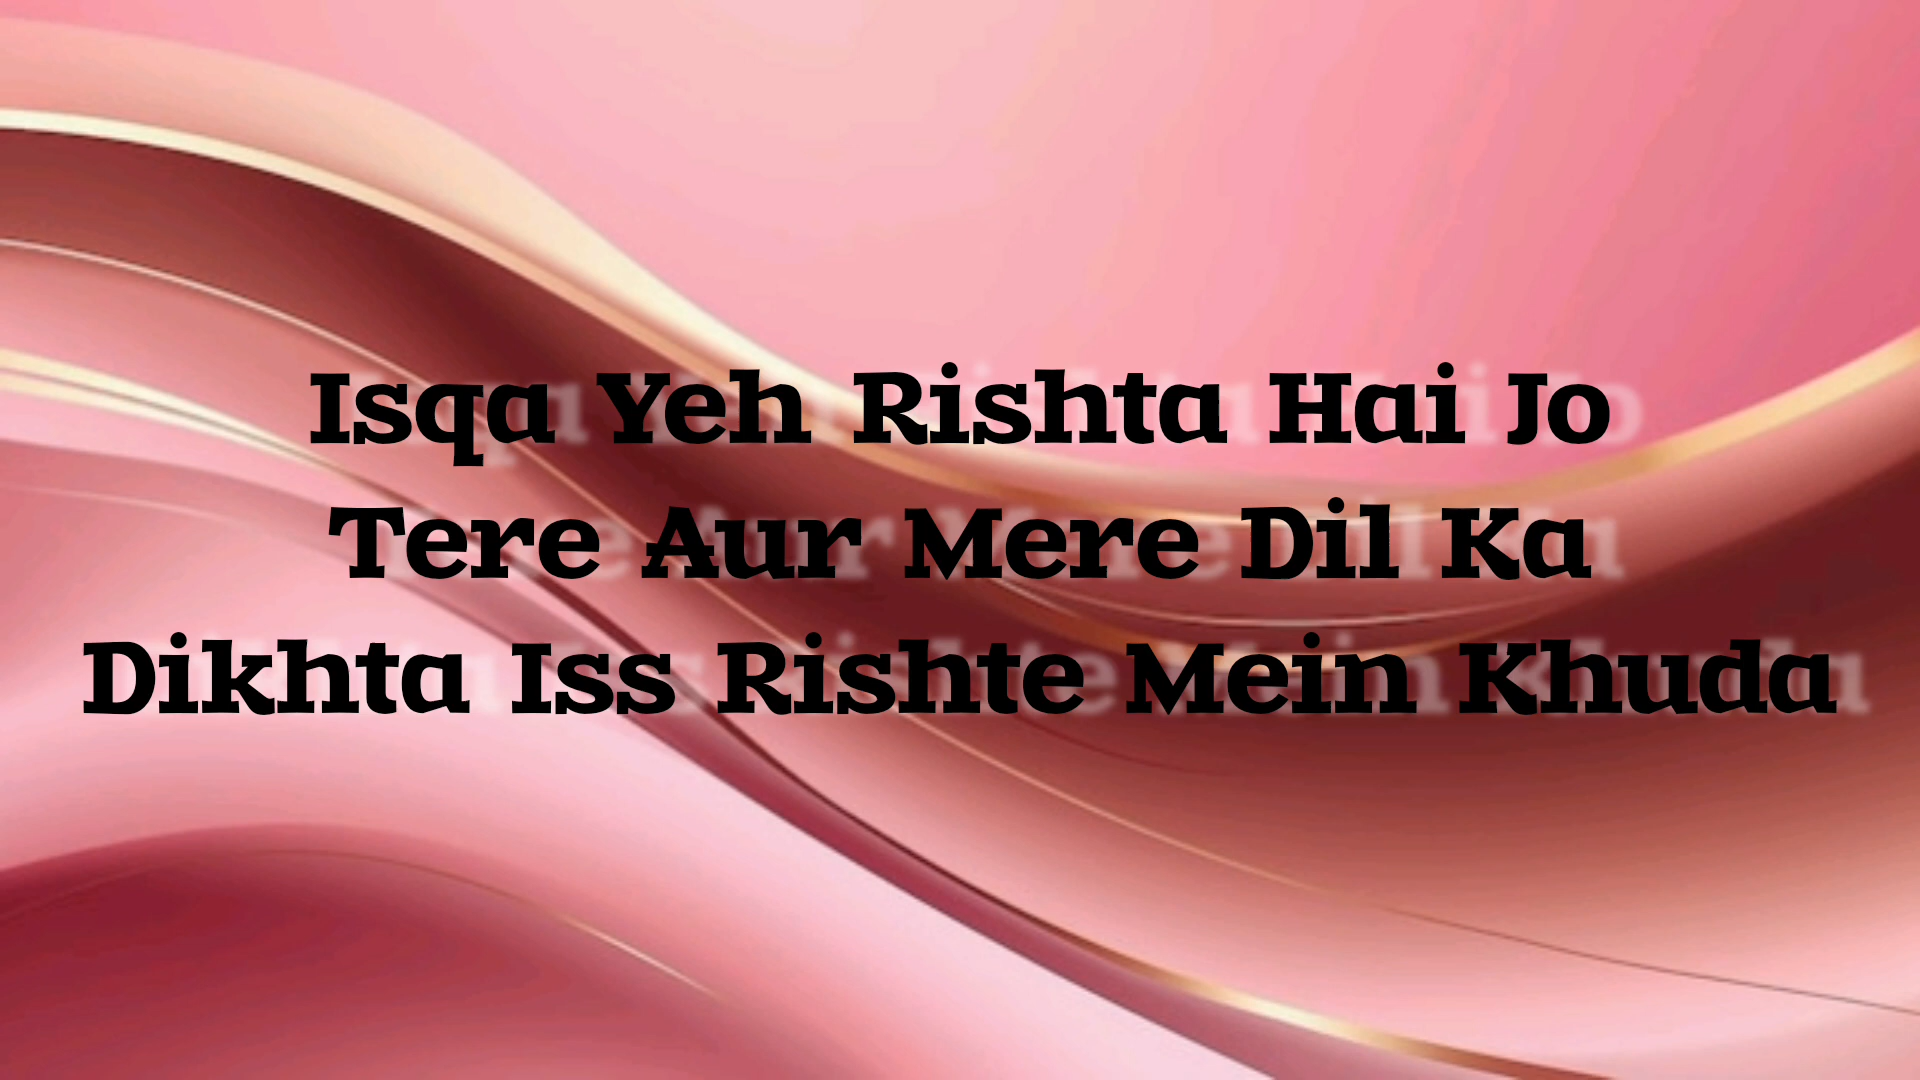 Isqa Yeh Rishta Hai Jo
Tere Aur Mere Dil Ka
Dikhta Iss Rishte Mein Khuda